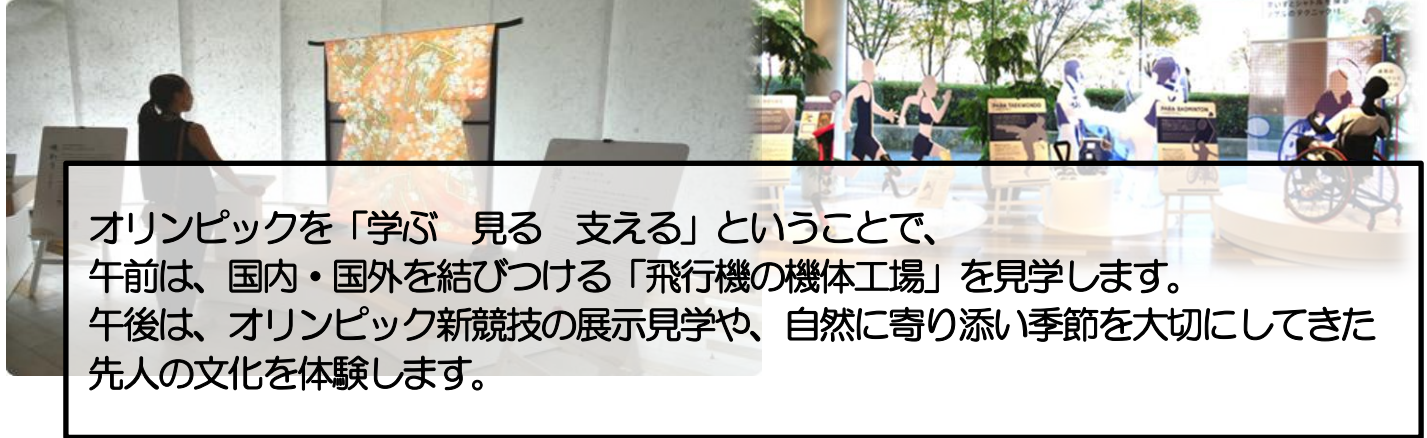 PARA TAEKWONDO
PARA BADMINTON
オリンピックを「学ぶ　見る　支える」ということで、
午前は、国内・国外を結びつける「飛行機の機体工場」を見学します。
午後は、オリンピック新競技の展示見学や、自然に寄り添い季節を大切にしてきた
先人の文化を体験します。